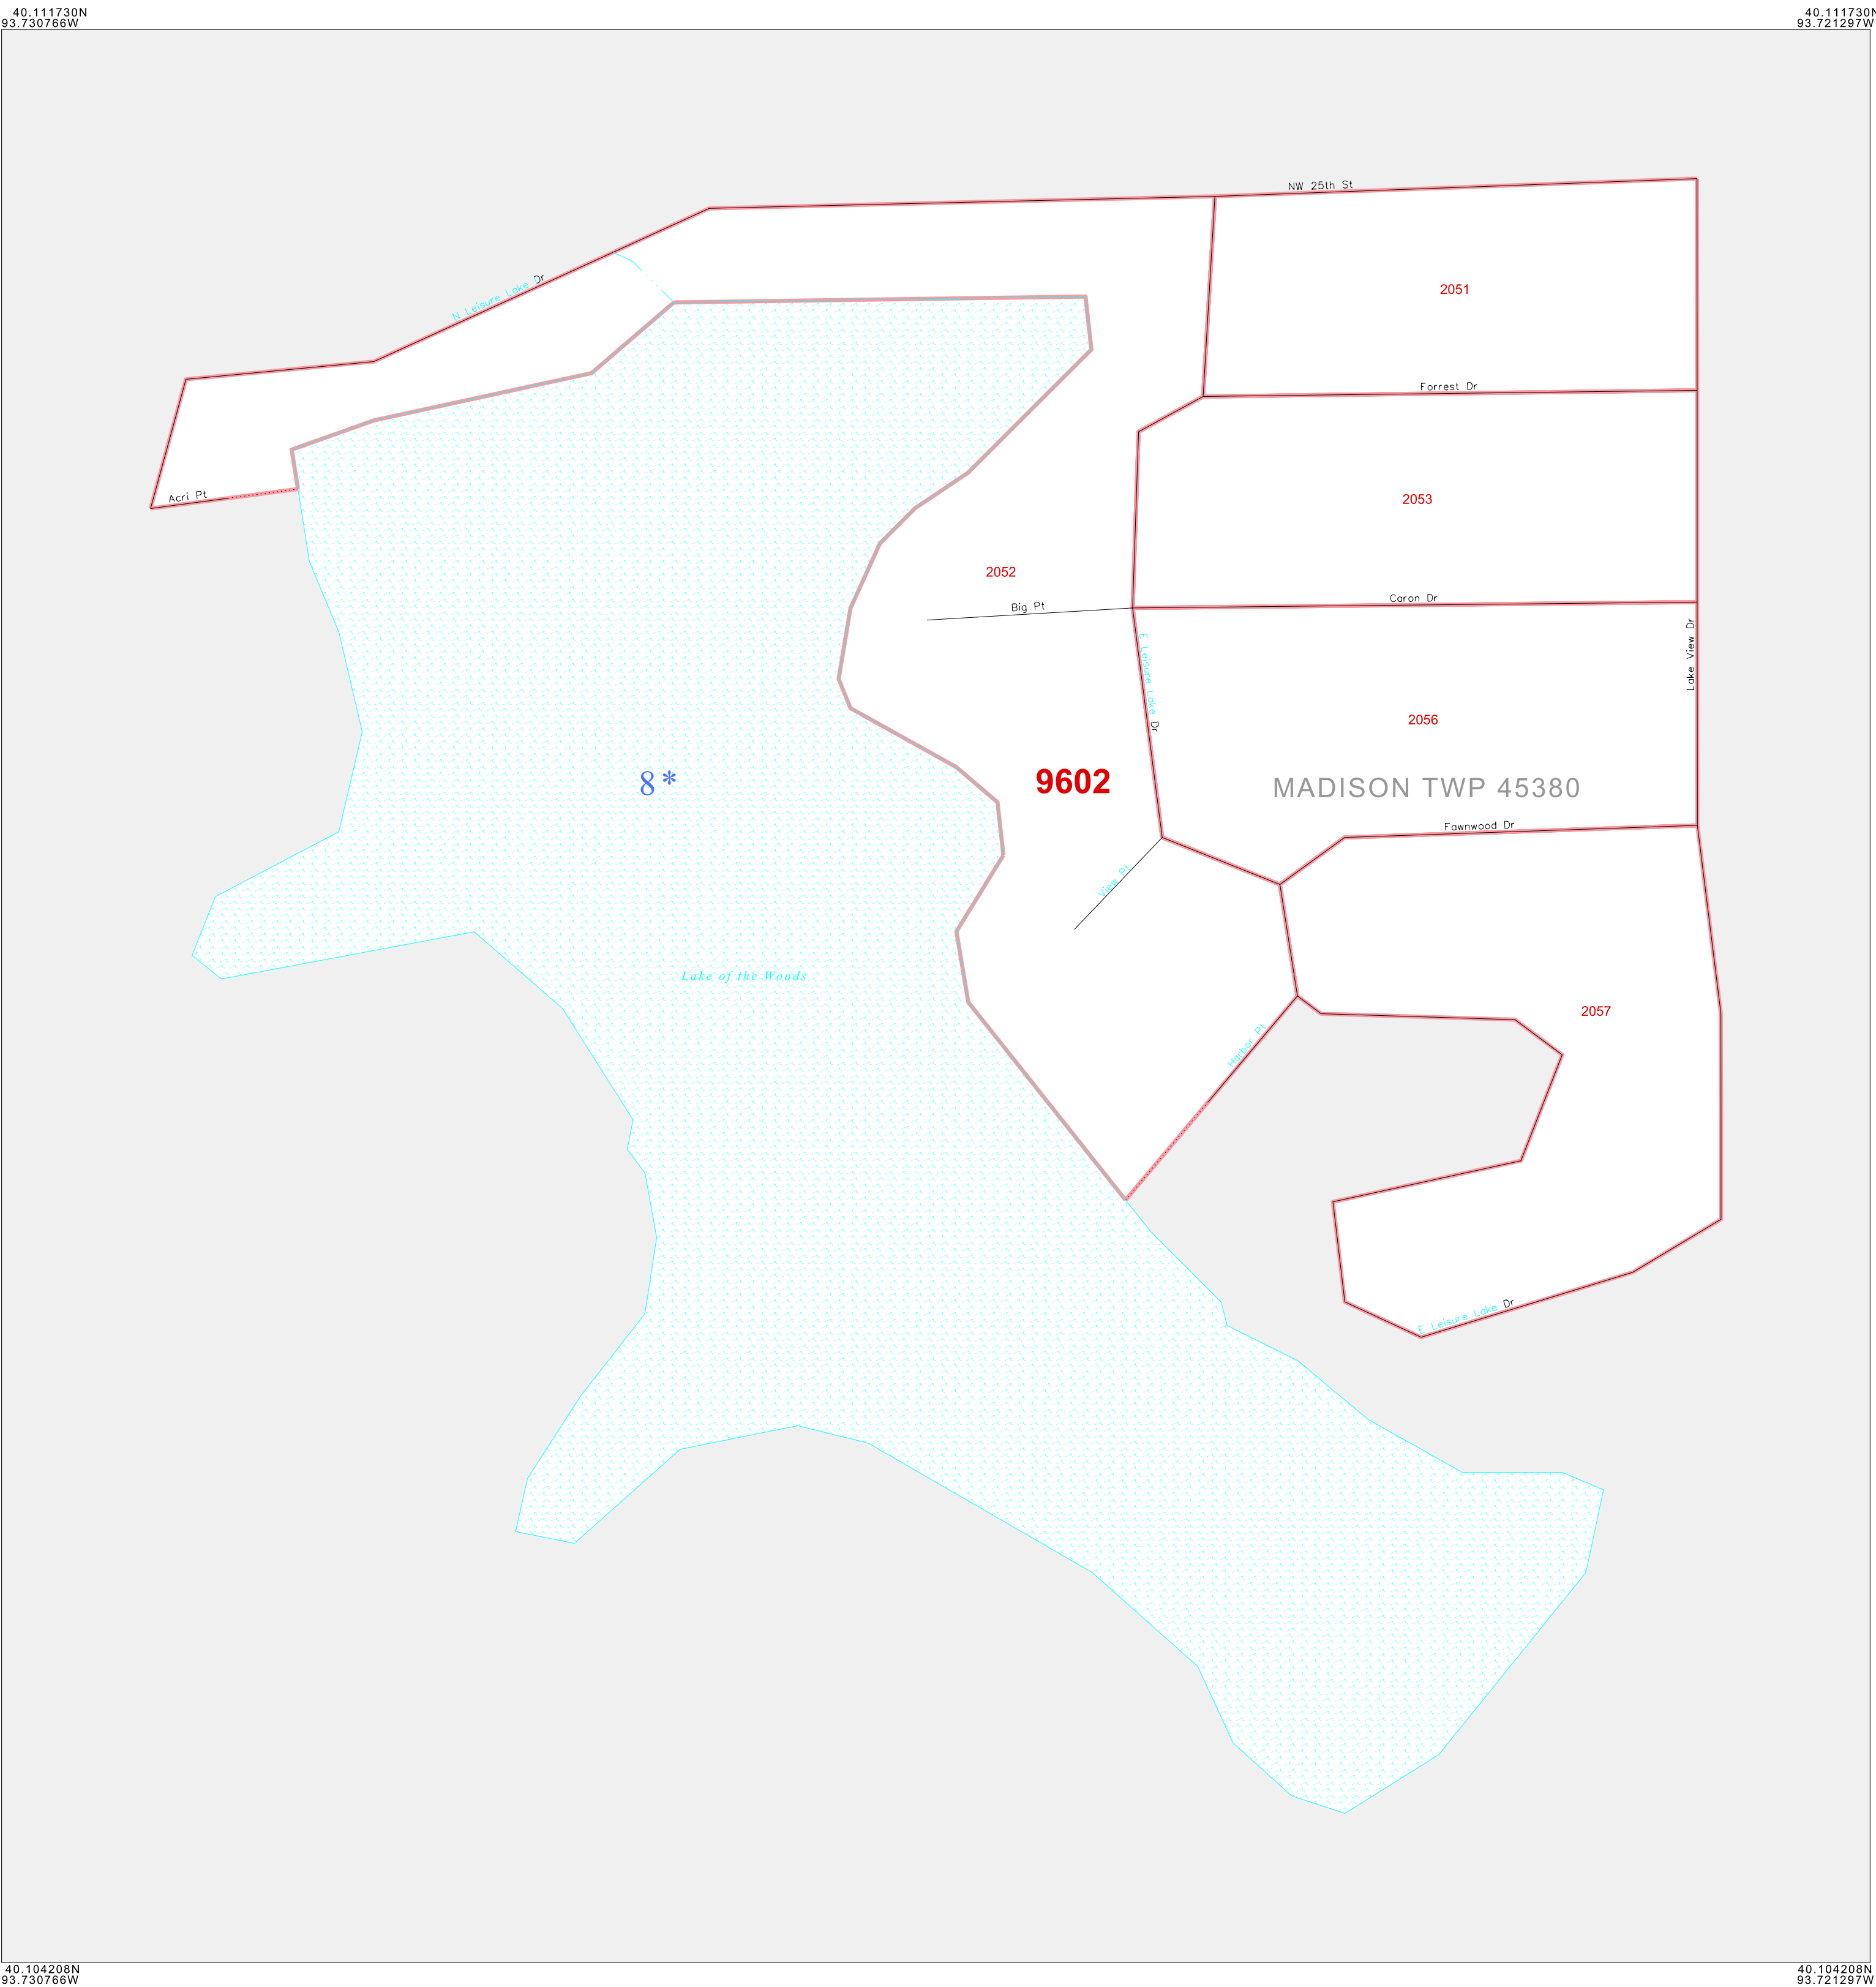 40.111730N
93.730766W
40.111730N
93.721297W
NW 25th St
N Leisure Lake Dr
2051
Forrest Dr
Acri Pt
2053
2052
Caron Dr
Big Pt
E Leisure Lake Dr
Lake View Dr
2056
8*
9602
MADISON TWP 45380
Fawnwood Dr
View Pt
Lake of the Woods
2057
Harbor Pt
E Leisure Lake Dr
40.104208N
93.730766W
40.104208N
93.721297W